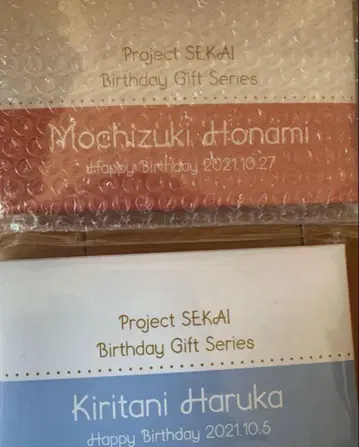 Project SEKAI
Birthday Gift Series
Mochizuki Honami
Happy Birthday 2021.10.27
Project SEKAI
Birthday Gift Series
Kiritani Haruka
Happy Birthday 2021.10.5